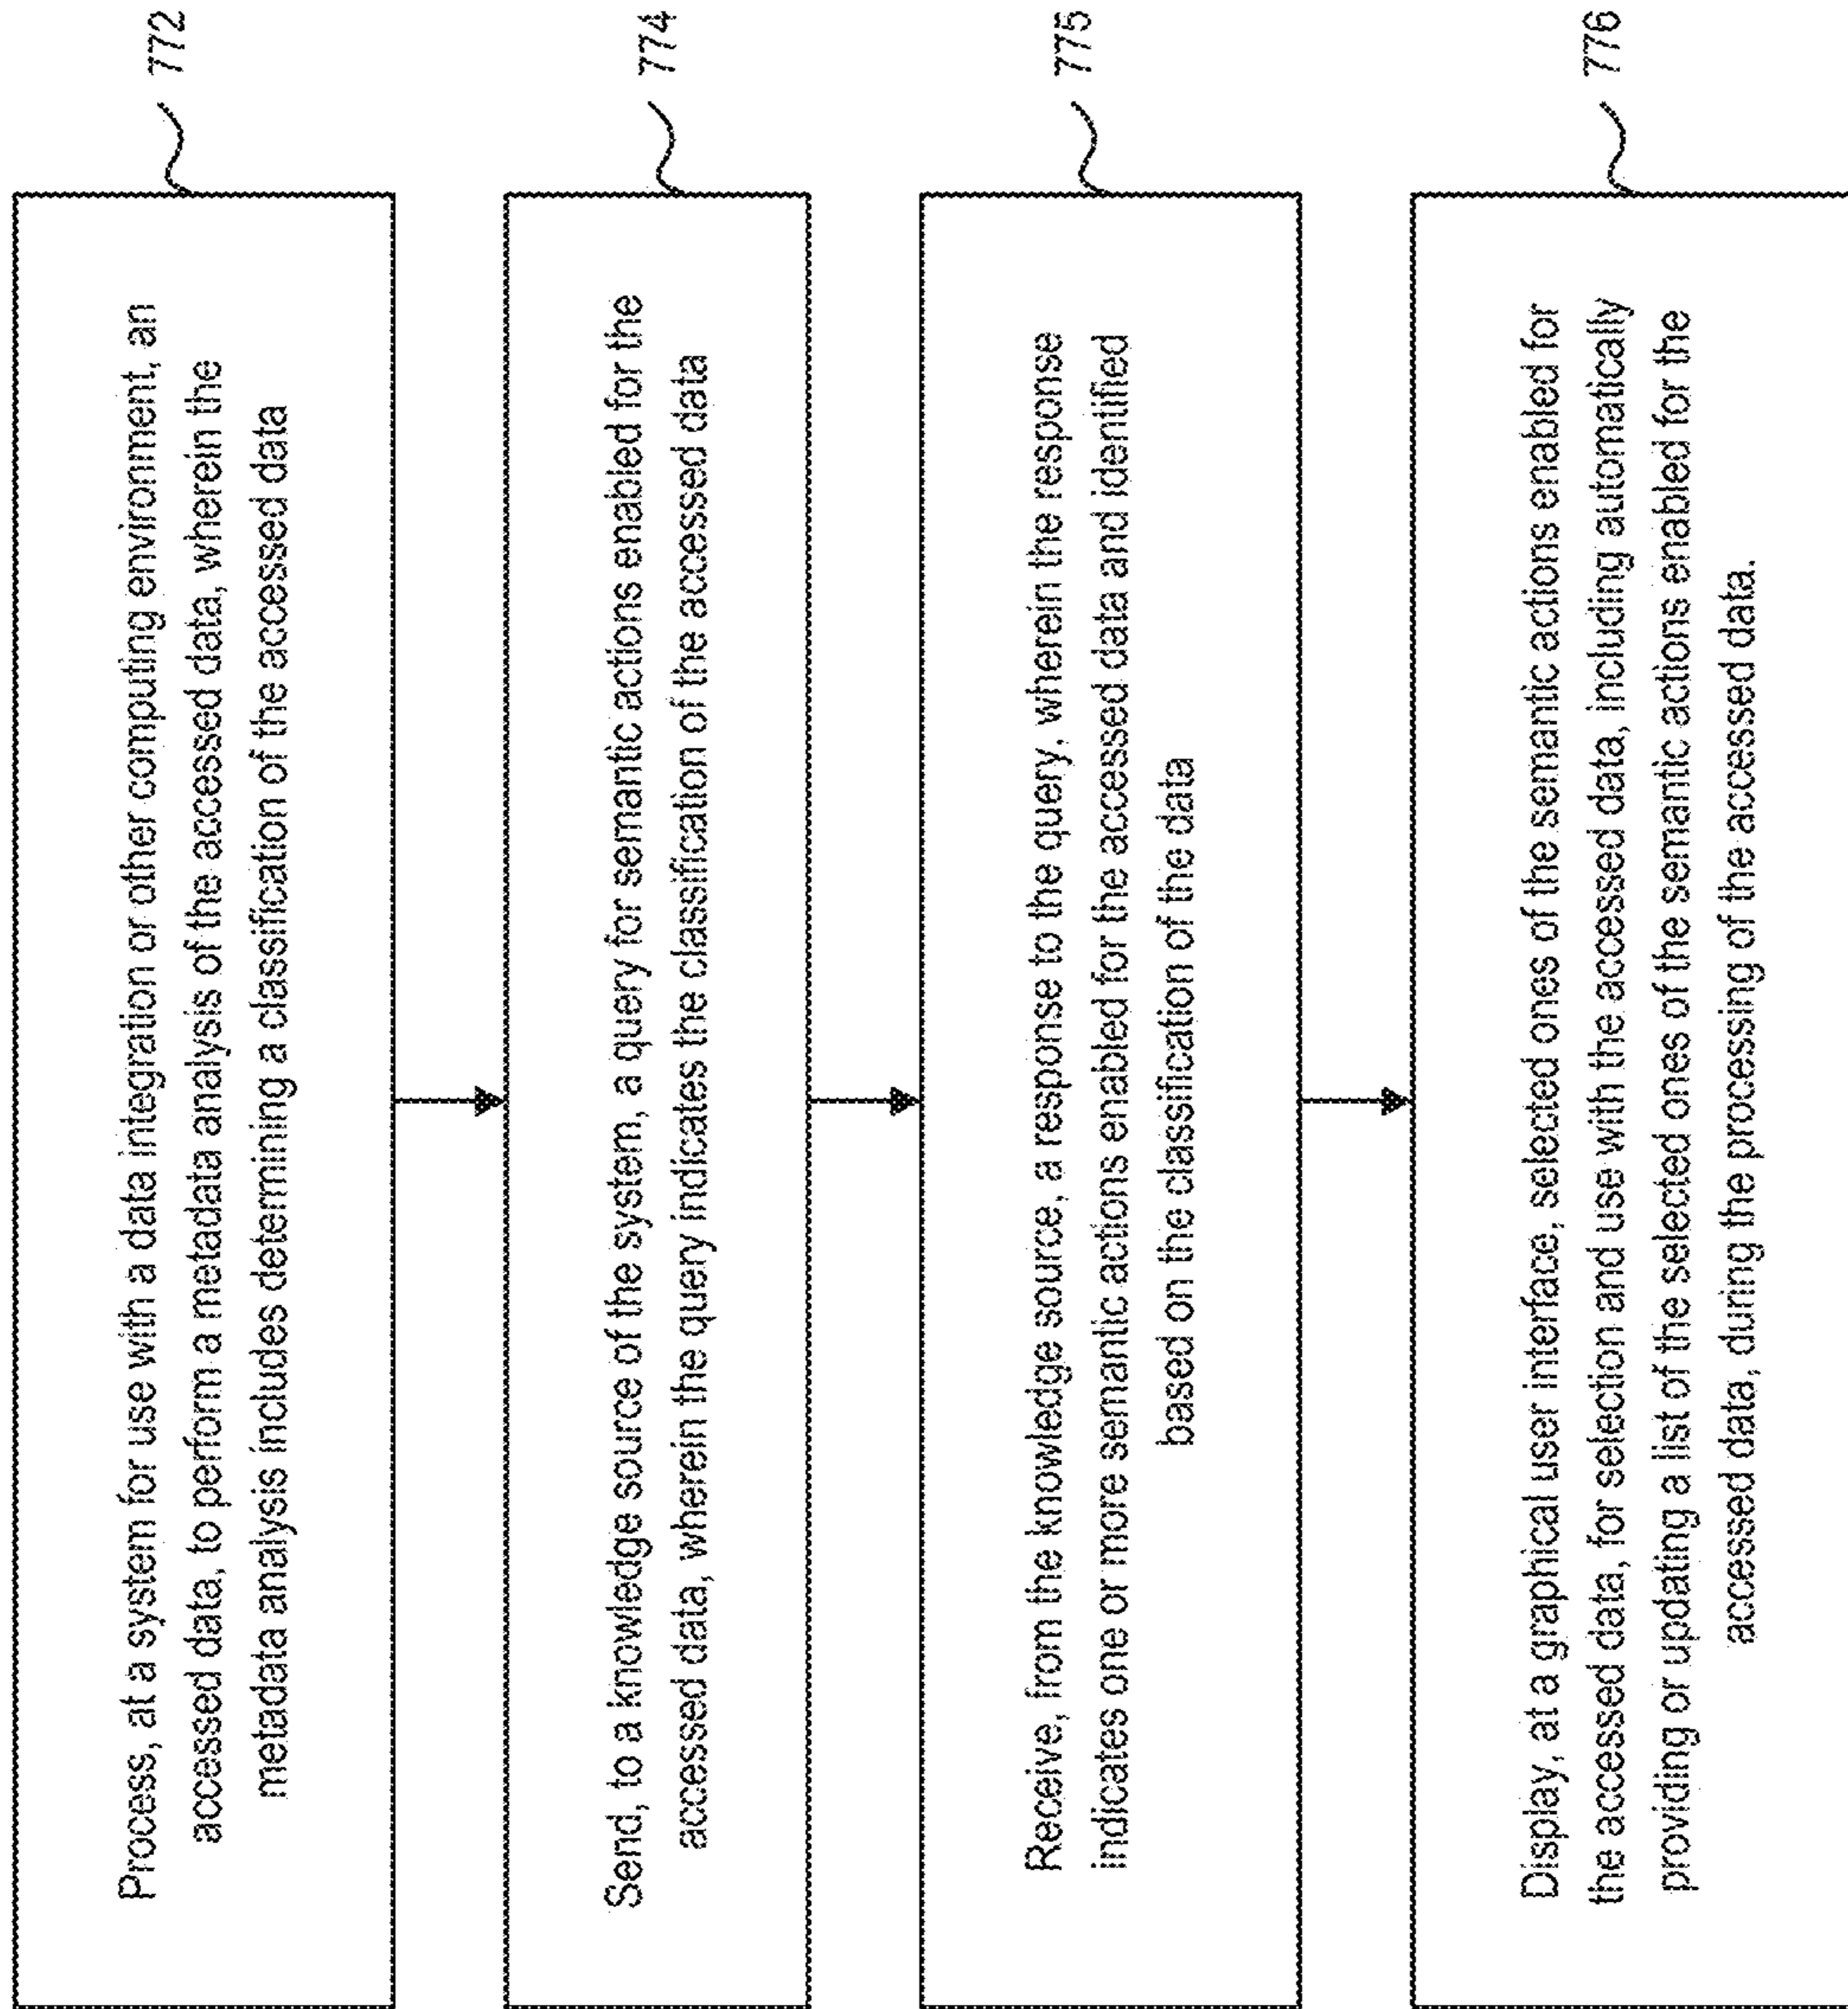 Process, at a system for use with a data integration or other computing environment, an
accessed data, to perform a metadata analysis of the accessed data, wherein the
metadata analysis includes determining a classification of the accessed data
772
Send, to a knowledge source of the system, a query for semantic actions enabled for the
accessed data, wherein the query indicates the classification of the accessed data
774
Receive, from the knowledge source, a response to the query, wherein the response
indicates one or more semantic actions enabled for the accessed data and identified
based on the classification of the data
775
Display, at a graphical user interface, selected ones of the semantic actions enabled for
the accessed data, for selection and use with the accessed data, including automatically
providing or updating a list of the selected ones of the semantic actions enabled for the
accessed data, during the processing of the accessed data.
776